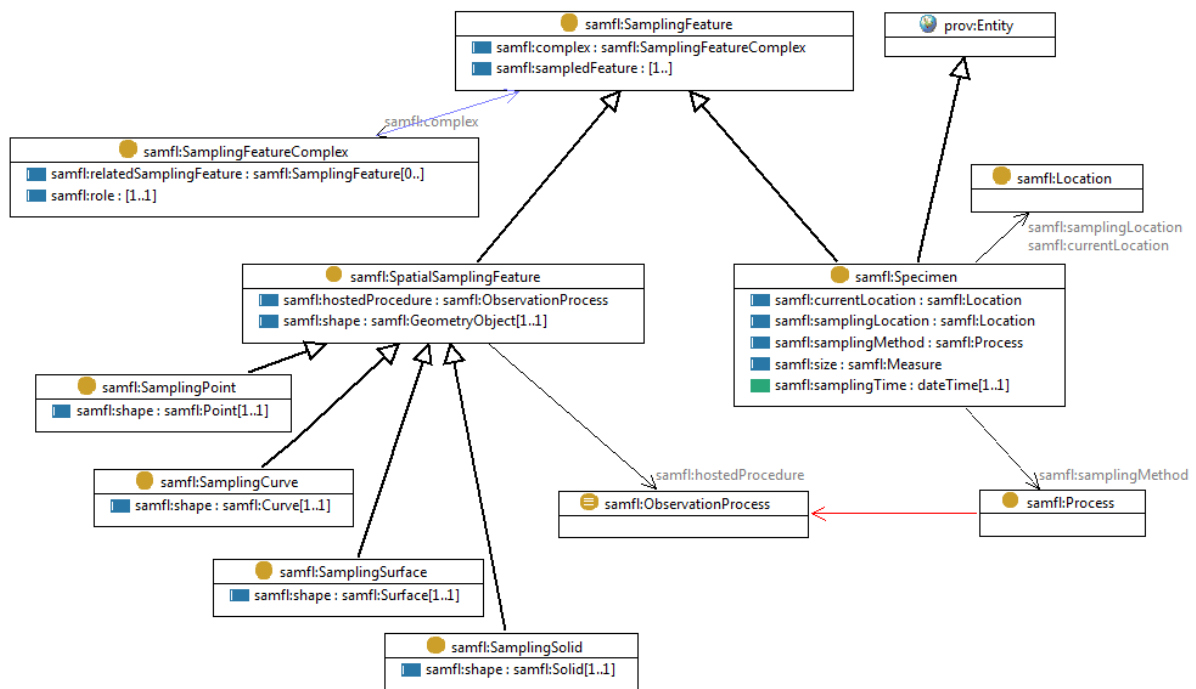 samfl:SamplingFeature
samfl:complex : samfl:SamplingFeatureComplex
samfl:sampledFeature : [1..]
prov:Entity
samfl:complex
samfl:SamplingFeatureComplex
samfl:relatedSamplingFeature : samfl:SamplingFeature[0..]
samfl:role : [1..1]
samfl:Location
samfl:samplingLocation
samfl:currentLocation
samfl:SpatialSamplingFeature
samfl:hostedProcedure : samfl:ObservationProcess
samfl:shape : samfl:GeometryObject[1..1]
samfl:Specimen
samfl:currentLocation : samfl:Location
samfl:samplingLocation : samfl:Location
samfl:samplingMethod : samfl:Process
samfl:size : samfl:Measure
samfl:samplingTime : dateTime[1..1]
samfl:SamplingPoint
samfl:shape : samfl:Point[1..1]
samfl:SamplingCurve
samfl:shape : samfl:Curve[1..1]
samfl:hostedProcedure
samfl:ObservationProcess
samfl:samplingMethod
samfl:Process
samfl:SamplingSurface
samfl:shape : samfl:Surface[1..1]
samfl:SamplingSolid
samfl:shape : samfl:Solid[1..1]